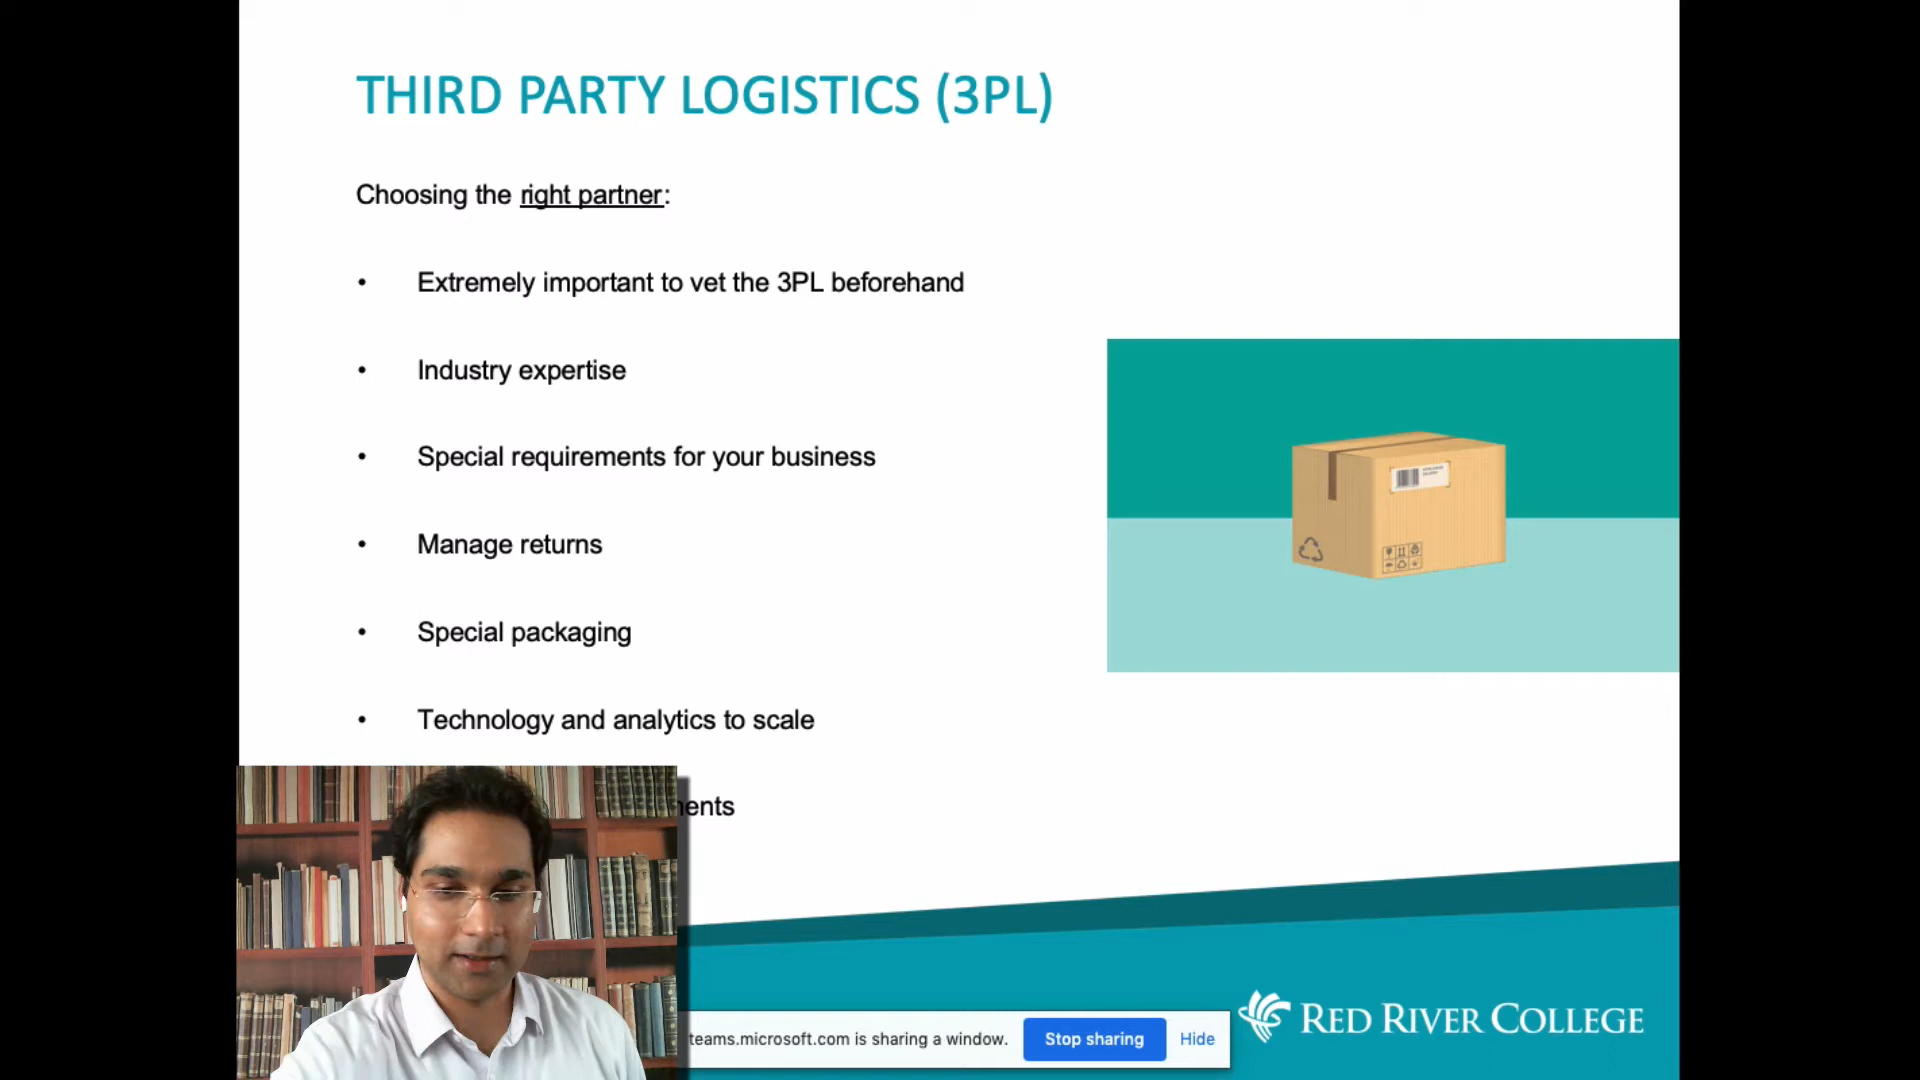 THIRD PARTY LOGISTICS (3PL)
Choosing the right partner:
• Extremely important to vet the 3PL beforehand
• Industry expertise
• Special requirements for your business
• Manage returns
• Special packaging
• Technology and analytics to scale
teams.microsoft.com is sharing a window.
Stop sharing
Hide
RED RIVER COLLEGE